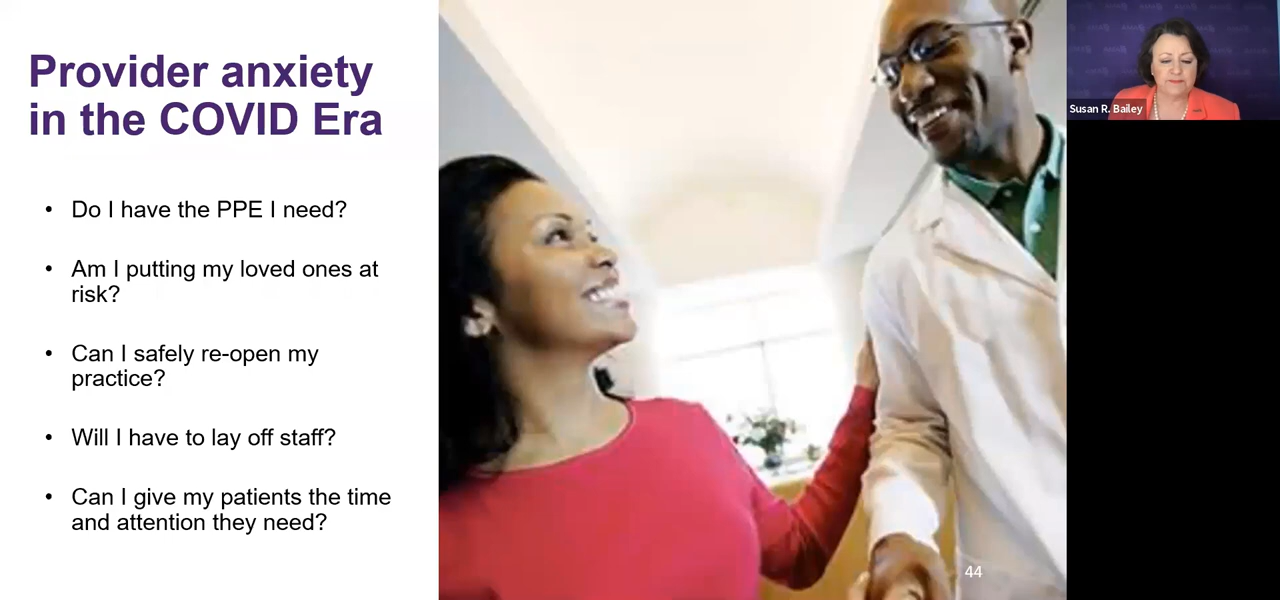 Provider anxiety
in the COVID Era
• Do I have the PPE I need?
• Am I putting my loved ones at
risk?
• Can I safely re-open my
practice?
• Will I have to lay off staff?
• Can I give my patients the time
and attention they need?
44
Susan R. Bailey